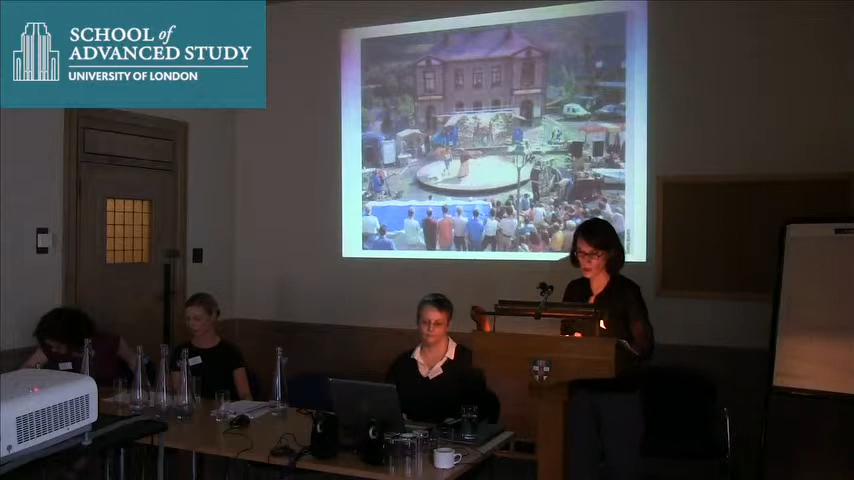 SCHOOL of
ADVANCED STUDY
UNIVERSITY OF LONDON